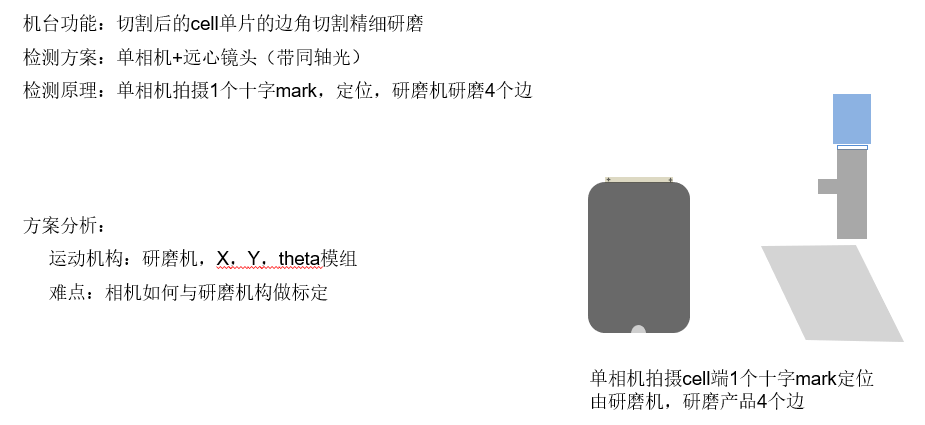 机台功能：切割后的cell单片的边角切割精细研磨
检测方案：单相机+远心镜头（带同轴光）
检测原理：单相机拍摄1个十字mark，定位，研磨机研磨4个边
方案分析：
运动机构：研磨机，X，Y，theta模组
难点：相机如何与研磨机构做标定
单相机拍摄cell端1个十字mark定位
由研磨机，研磨产品4个边